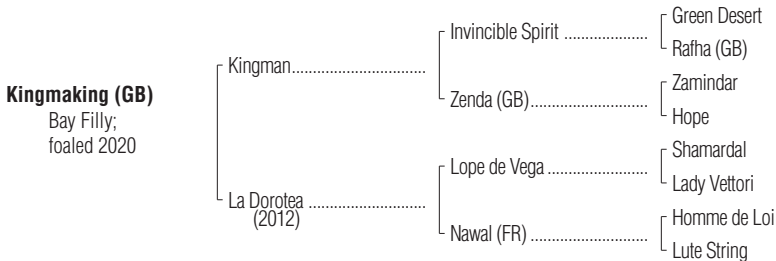 Kingmaking (GB)
Bay Filly;
foaled 2020
Kingman
La Dorotea
(2012)
Invincible Spirit
Zenda (GB)
Lope de Vega
Nawal (FR)
Green Desert
Rafha (GB)
Zamindar
Hope
Shamardal
Lady Vettori
Homme de Loi
Lute String